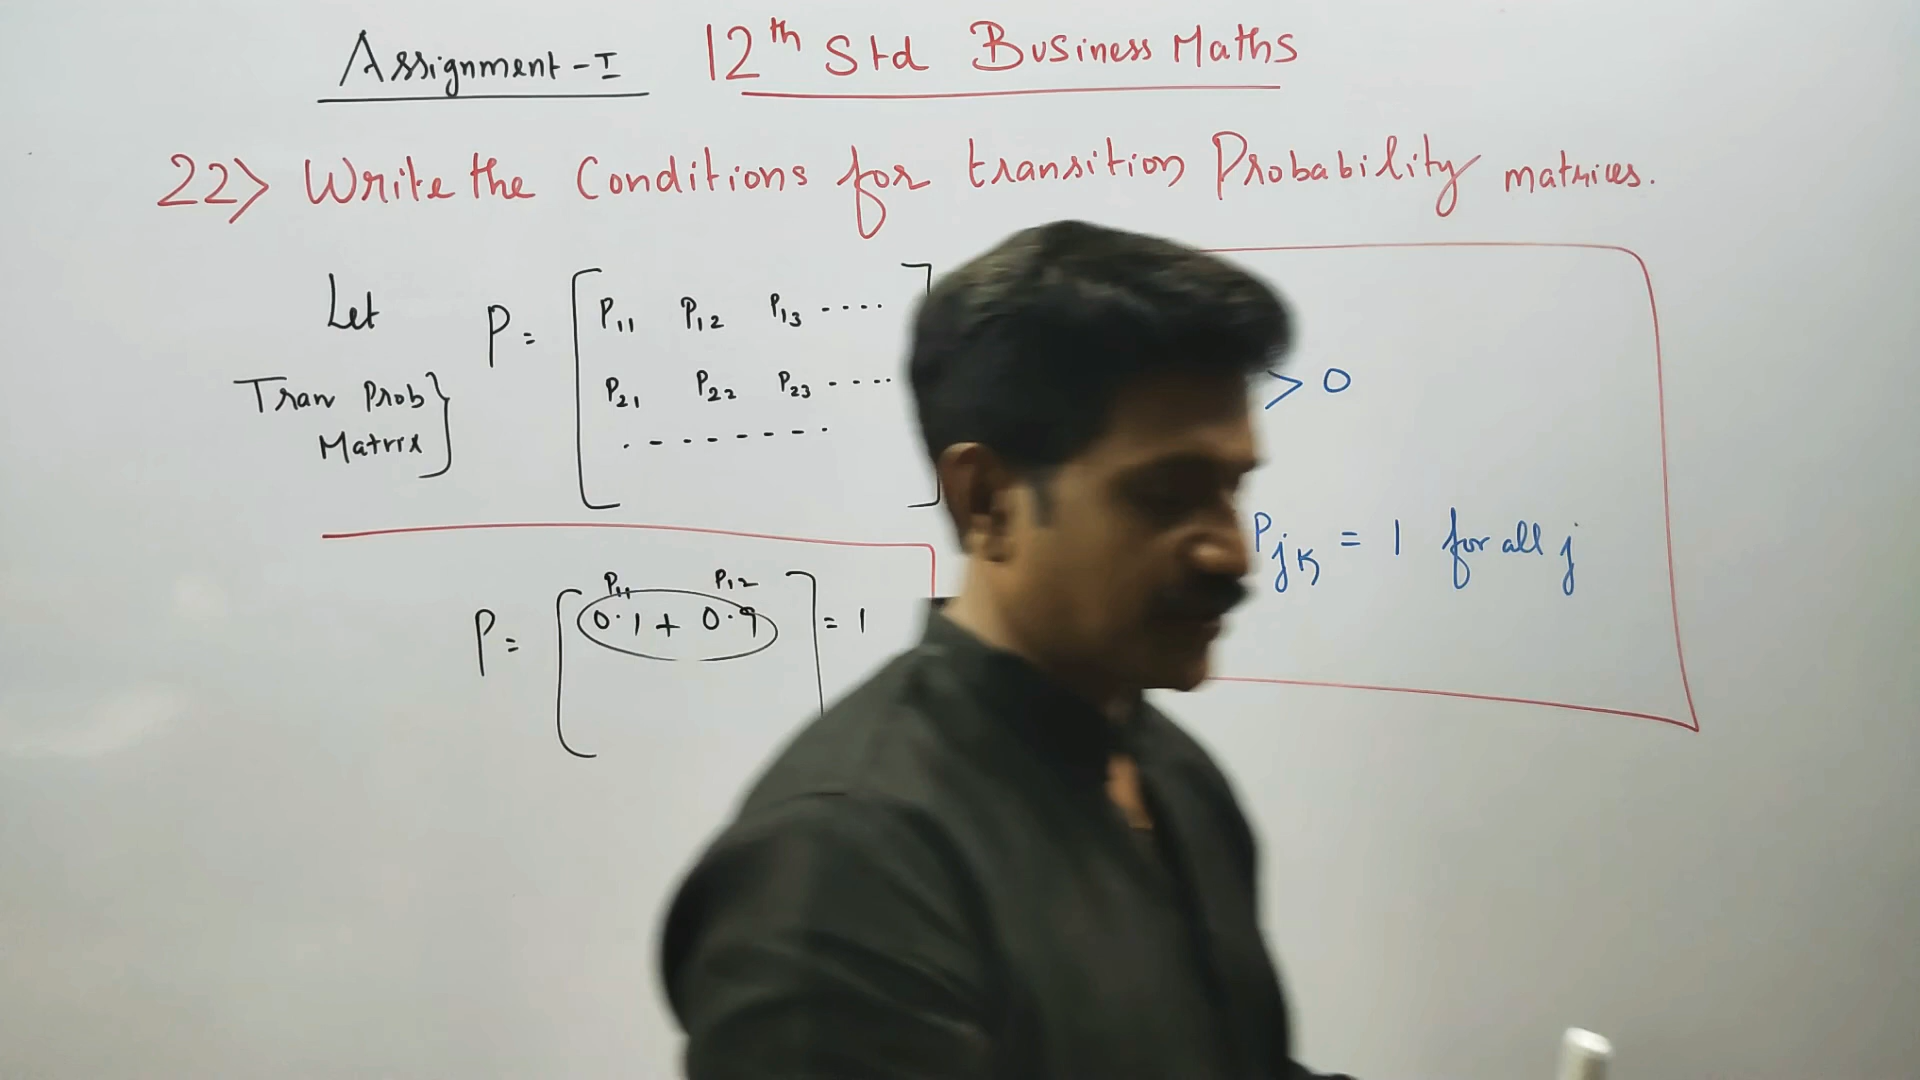 Assignment - I 12th Std Business Maths
22) Write the Conditions for transition Probability matrices.
Let P = [ P11 P12 P13 ....
Tran Prob } P21 P22 P23 ....
Matrix . - - - - - - - ]
> 0
Pjk = 1 for all j
P11 P12
P = [ 0.1 + 0.9 ] = 1